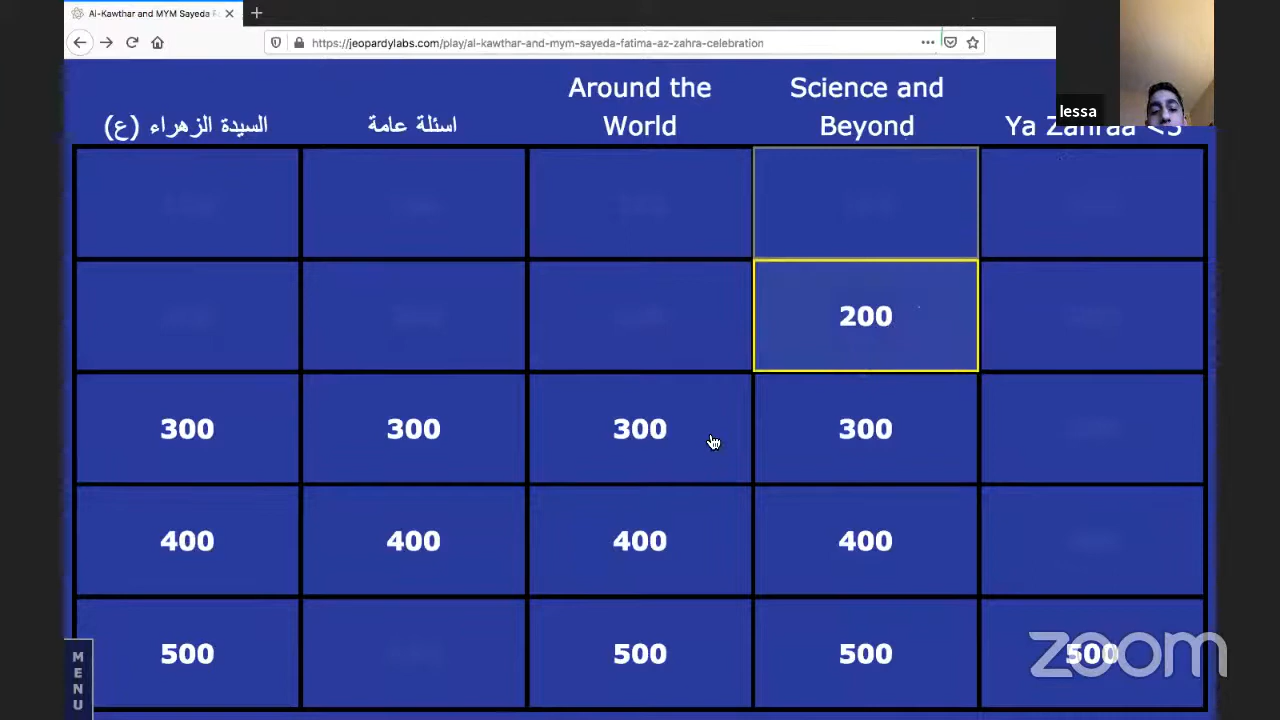 Al-Kawthar and MYM Sayeda F
https://jeopardylabs.com/play/al-kawthar-and-mym-sayeda-fatima-az-zahra-celebration
lessa
السيدة الزهراء (ع)
اسئلة عامة
Around the
World
Science and
Beyond
Ya Zahraa <3
200
300 300 300 300
400 400 400 400
500 500 500 500
MENU
zoom